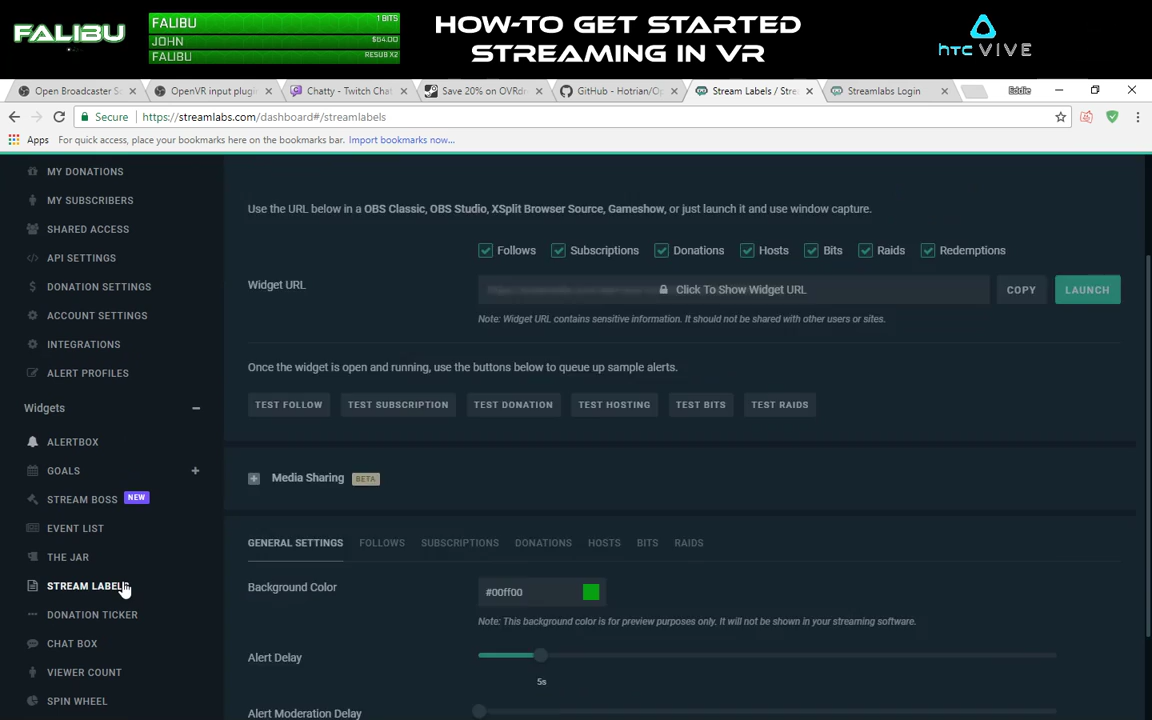 FALIBU
FALIBU 1 BITS
JOHN $64.00
FALIBU RESUB X2
HOW-TO GET STARTED
STREAMING IN VR
HTC VIVE
Open Broadcaster S
OpenVR input plugin
Chatty - Twitch Chat
Save 20% on OVRdr
GitHub - Hotrian/Op
Stream Labels / Stre
Streamlabs Login
Eddie
Secure https://streamlabs.com/dashboard#/streamlabels
Apps For quick access, place your bookmarks here on the bookmarks bar. Import bookmarks now...
MY DONATIONS
MY SUBSCRIBERS
SHARED ACCESS
API SETTINGS
DONATION SETTINGS
ACCOUNT SETTINGS
INTEGRATIONS
ALERT PROFILES
Widgets
ALERTBOX
GOALS
STREAM BOSS NEW
EVENT LIST
THE JAR
STREAM LABELS
DONATION TICKER
CHAT BOX
VIEWER COUNT
SPIN WHEEL
Use the URL below in a OBS Classic, OBS Studio, XSplit Browser Source, Gameshow, or just launch it and use window capture.
Follows Subscriptions Donations Hosts Bits Raids Redemptions
Widget URL Click To Show Widget URL COPY LAUNCH
Note: Widget URL contains sensitive information. It should not be shared with other users or sites.
Once the widget is open and running, use the buttons below to queue up sample alerts.
TEST FOLLOW TEST SUBSCRIPTION TEST DONATION TEST HOSTING TEST BITS TEST RAIDS
Media Sharing BETA
GENERAL SETTINGS FOLLOWS SUBSCRIPTIONS DONATIONS HOSTS BITS RAIDS
Background Color #00ff00
Note: This background color is for preview purposes only. It will not be shown in your streaming software.
Alert Delay
5s
Alert Moderation Delay